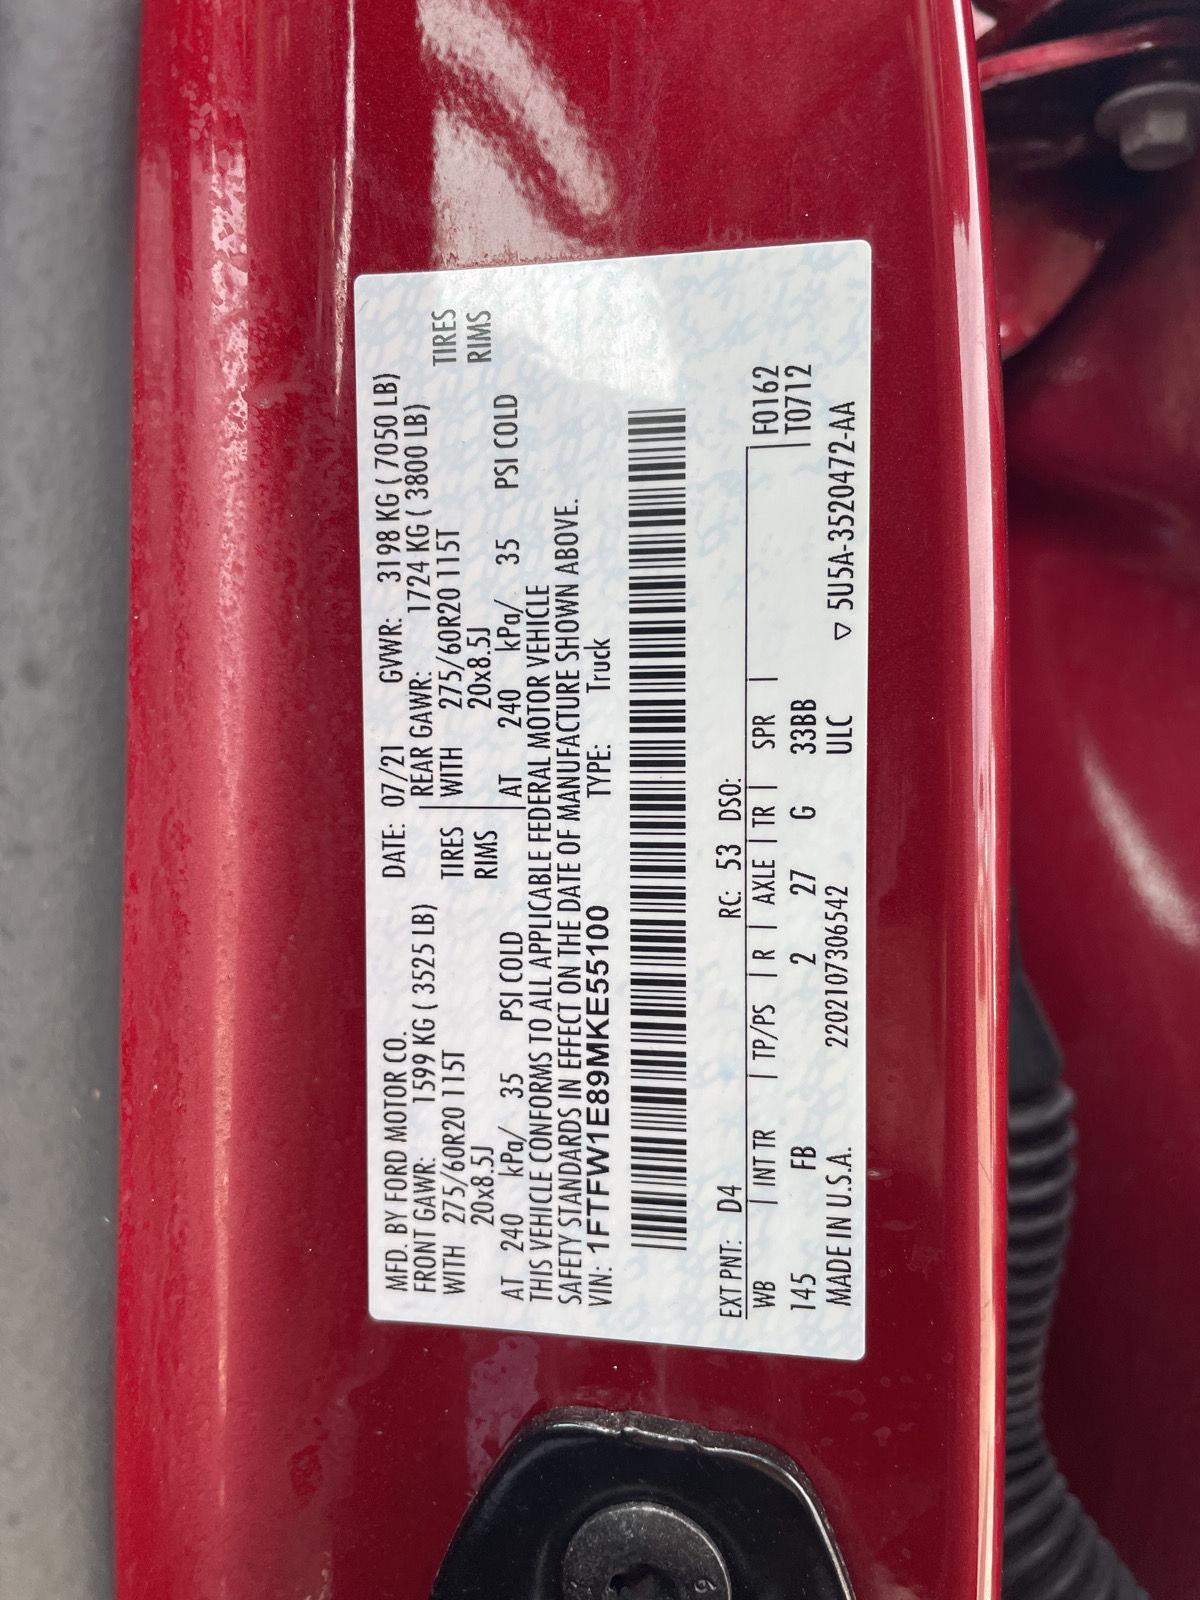 MFD. BY FORD MOTOR CO. DATE: 07/21 GVWR: 3198 KG ( 7050 LB)
FRONT GAWR: 1599 KG ( 3525 LB) REAR GAWR: 1724 KG ( 3800 LB)
WITH 275/60R20 115T TIRES WITH 275/60R20 115T TIRES
20x8.5J RIMS 20x8.5J RIMS
AT 240 kPa/ 35 PSI COLD AT 240 kPa/ 35 PSI COLD
THIS VEHICLE CONFORMS TO ALL APPLICABLE FEDERAL MOTOR VEHICLE
SAFETY STANDARDS IN EFFECT ON THE DATE OF MANUFACTURE SHOWN ABOVE.
VIN: 1FTFW1E89MKE55100 TYPE: Truck
EXT PNT: D4 RC: 53 DSO:
WB | INT TR | TP/PS | R | AXLE | TR | SPR | F0162
145 FB 2 27 G 33BB | T0712
MADE IN U.S.A. 2202107306542 ULC ▽ 5U5A-3520472-AA